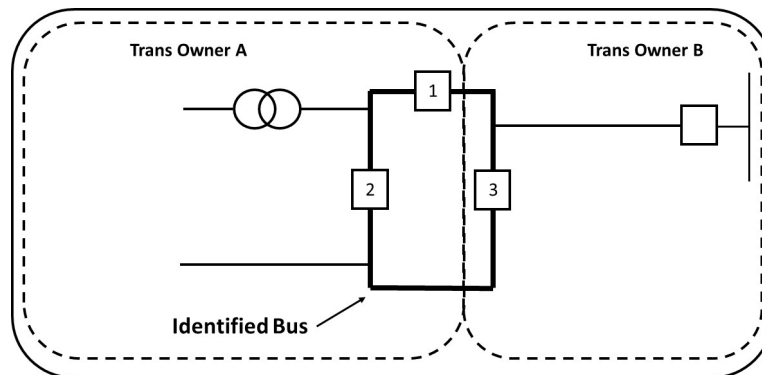 Trans Owner A
Trans Owner B
1
2
3
Identified Bus